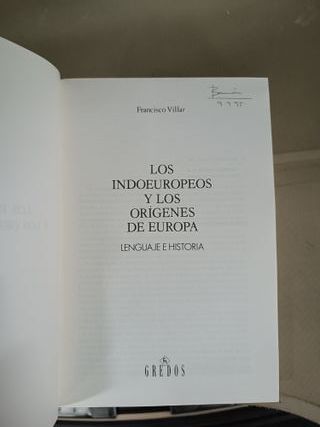 Francisco Villar
LOS
INDOEUROPEOS
Y LOS
ORÍGENES
DE EUROPA
LENGUAJE E HISTORIA
GREDOS